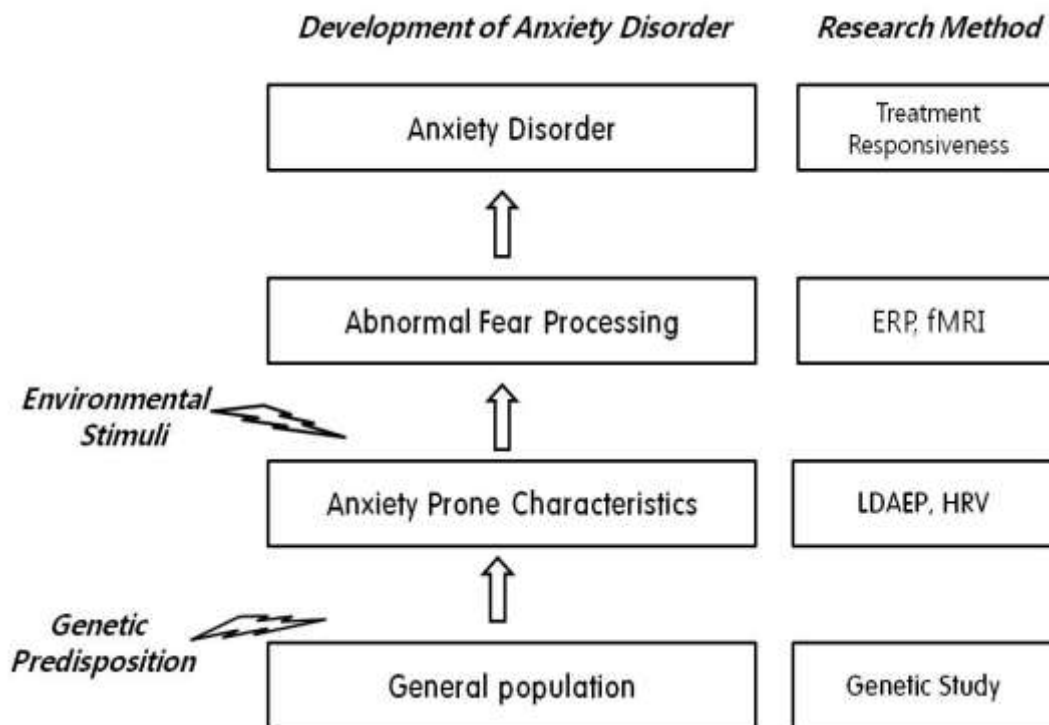 Development of Anxiety Disorder
Research Method
Anxiety Disorder
Treatment
Responsiveness
Abnormal Fear Processing
ERP, fMRI
Environmental
Stimuli
Anxiety Prone Characteristics
LDAEP, HRV
Genetic
Predisposition
General population
Genetic Study